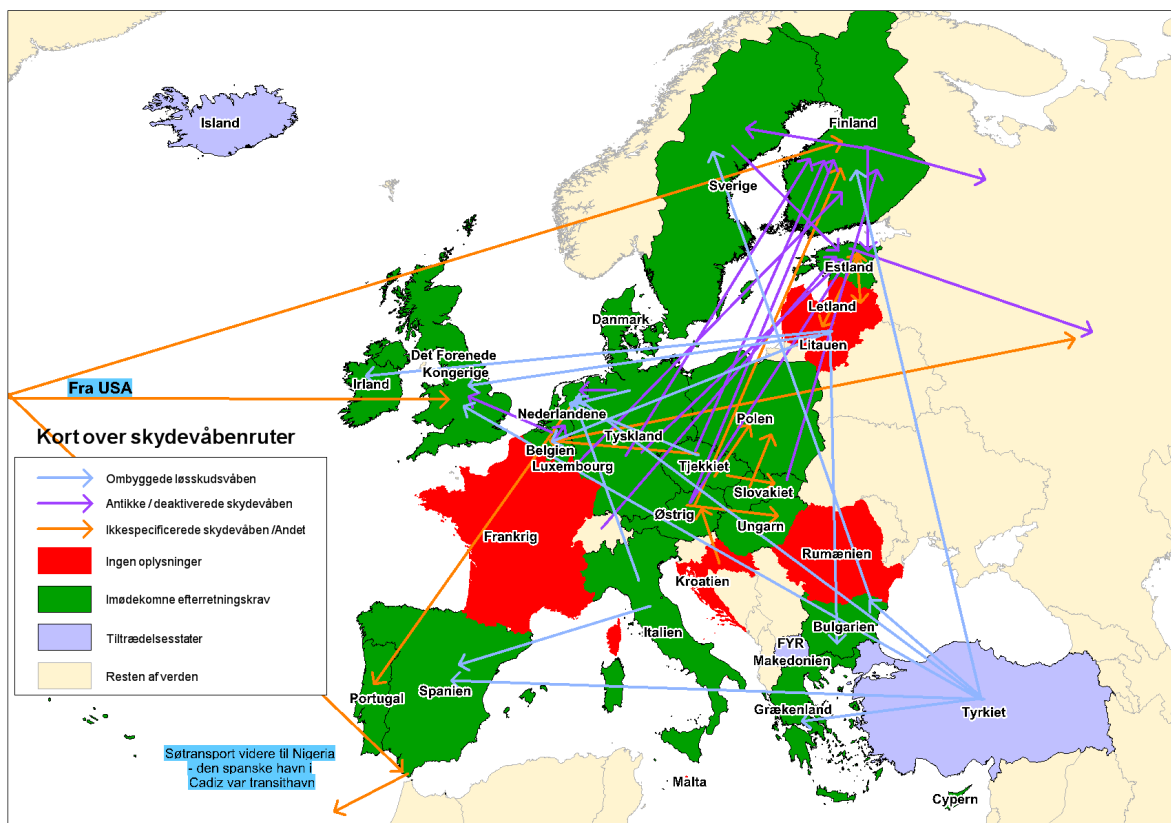 Island
Finland
Sverige
Estland
Letland
Danmark
Litauen
Det Forenede
Kongerige
Irland
Fra USA
Nederlandene
Polen
Tyskland
Belgien
Luxembourg
Tjekkiet
Slovakiet
Østrig
Ungarn
Frankrig
Rumænien
Kroatien
Italien
Bulgarien
FYR
Makedonien
Portugal
Spanien
Grækenland
Tyrkiet
Malta
Cypern
Kort over skydevåbenruter
Ombyggede løsskudsvåben
Antikke / deaktiverede skydevåben
Ikkespecificerede skydevåben /Andet
Ingen oplysninger
Imødekomne efterretningskrav
Tiltrædelsesstater
Resten af verden
Søtransport videre til Nigeria
- den spanske havn i
Cadiz var transithavn